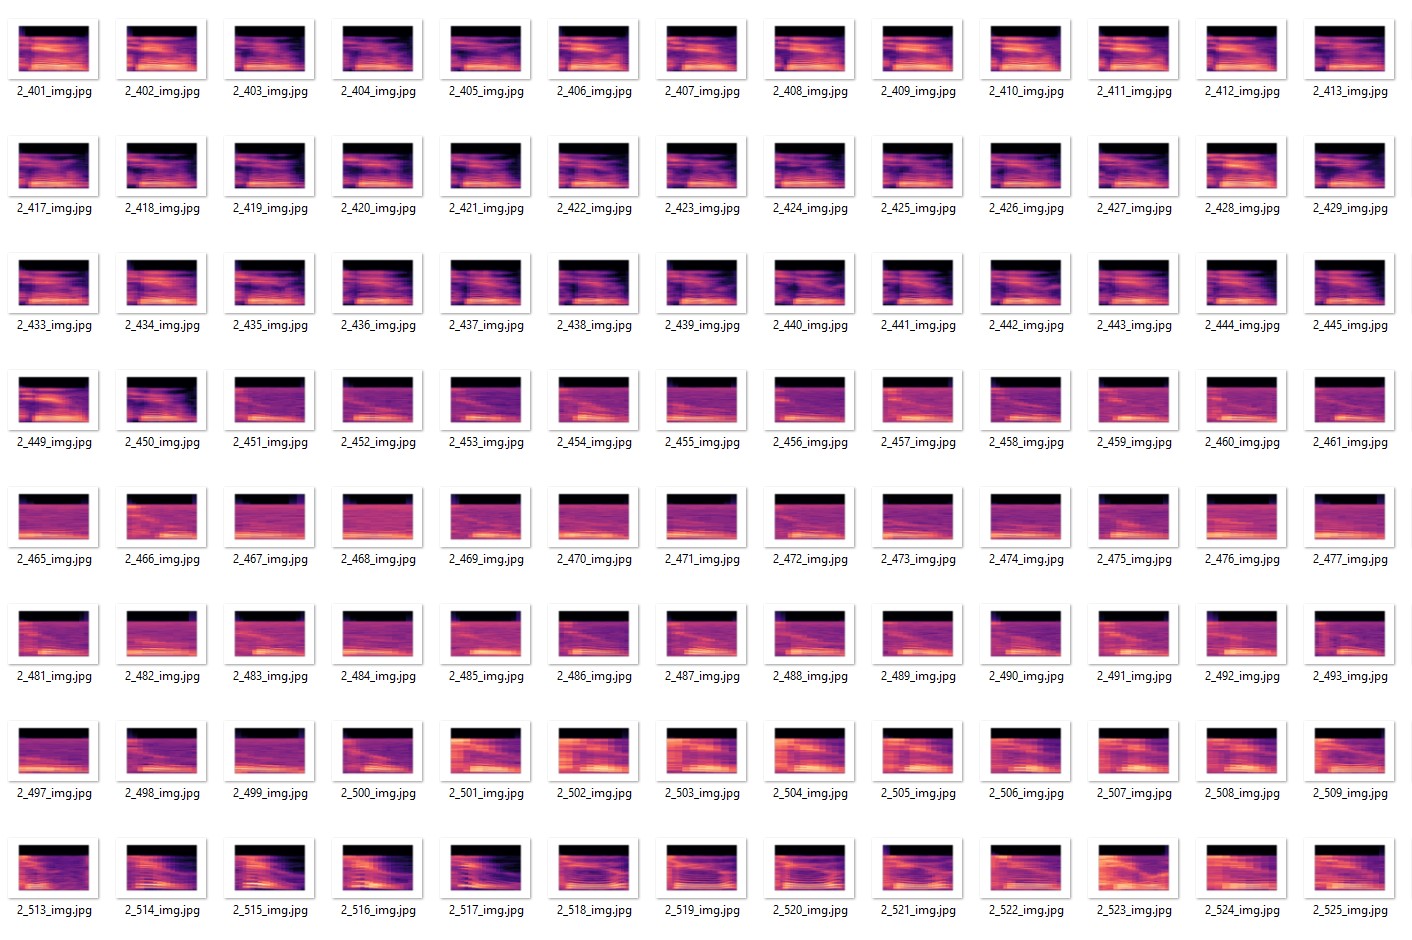 2_401_img.jpg 2_402_img.jpg 2_403_img.jpg 2_404_img.jpg 2_405_img.jpg 2_406_img.jpg 2_407_img.jpg 2_408_img.jpg 2_409_img.jpg 2_410_img.jpg 2_411_img.jpg 2_412_img.jpg 2_413_img.jpg
2_417_img.jpg 2_418_img.jpg 2_419_img.jpg 2_420_img.jpg 2_421_img.jpg 2_422_img.jpg 2_423_img.jpg 2_424_img.jpg 2_425_img.jpg 2_426_img.jpg 2_427_img.jpg 2_428_img.jpg 2_429_img.jpg
2_433_img.jpg 2_434_img.jpg 2_435_img.jpg 2_436_img.jpg 2_437_img.jpg 2_438_img.jpg 2_439_img.jpg 2_440_img.jpg 2_441_img.jpg 2_442_img.jpg 2_443_img.jpg 2_444_img.jpg 2_445_img.jpg
2_449_img.jpg 2_450_img.jpg 2_451_img.jpg 2_452_img.jpg 2_453_img.jpg 2_454_img.jpg 2_455_img.jpg 2_456_img.jpg 2_457_img.jpg 2_458_img.jpg 2_459_img.jpg 2_460_img.jpg 2_461_img.jpg
2_465_img.jpg 2_466_img.jpg 2_467_img.jpg 2_468_img.jpg 2_469_img.jpg 2_470_img.jpg 2_471_img.jpg 2_472_img.jpg 2_473_img.jpg 2_474_img.jpg 2_475_img.jpg 2_476_img.jpg 2_477_img.jpg
2_481_img.jpg 2_482_img.jpg 2_483_img.jpg 2_484_img.jpg 2_485_img.jpg 2_486_img.jpg 2_487_img.jpg 2_488_img.jpg 2_489_img.jpg 2_490_img.jpg 2_491_img.jpg 2_492_img.jpg 2_493_img.jpg
2_497_img.jpg 2_498_img.jpg 2_499_img.jpg 2_500_img.jpg 2_501_img.jpg 2_502_img.jpg 2_503_img.jpg 2_504_img.jpg 2_505_img.jpg 2_506_img.jpg 2_507_img.jpg 2_508_img.jpg 2_509_img.jpg
2_513_img.jpg 2_514_img.jpg 2_515_img.jpg 2_516_img.jpg 2_517_img.jpg 2_518_img.jpg 2_519_img.jpg 2_520_img.jpg 2_521_img.jpg 2_522_img.jpg 2_523_img.jpg 2_524_img.jpg 2_525_img.jpg